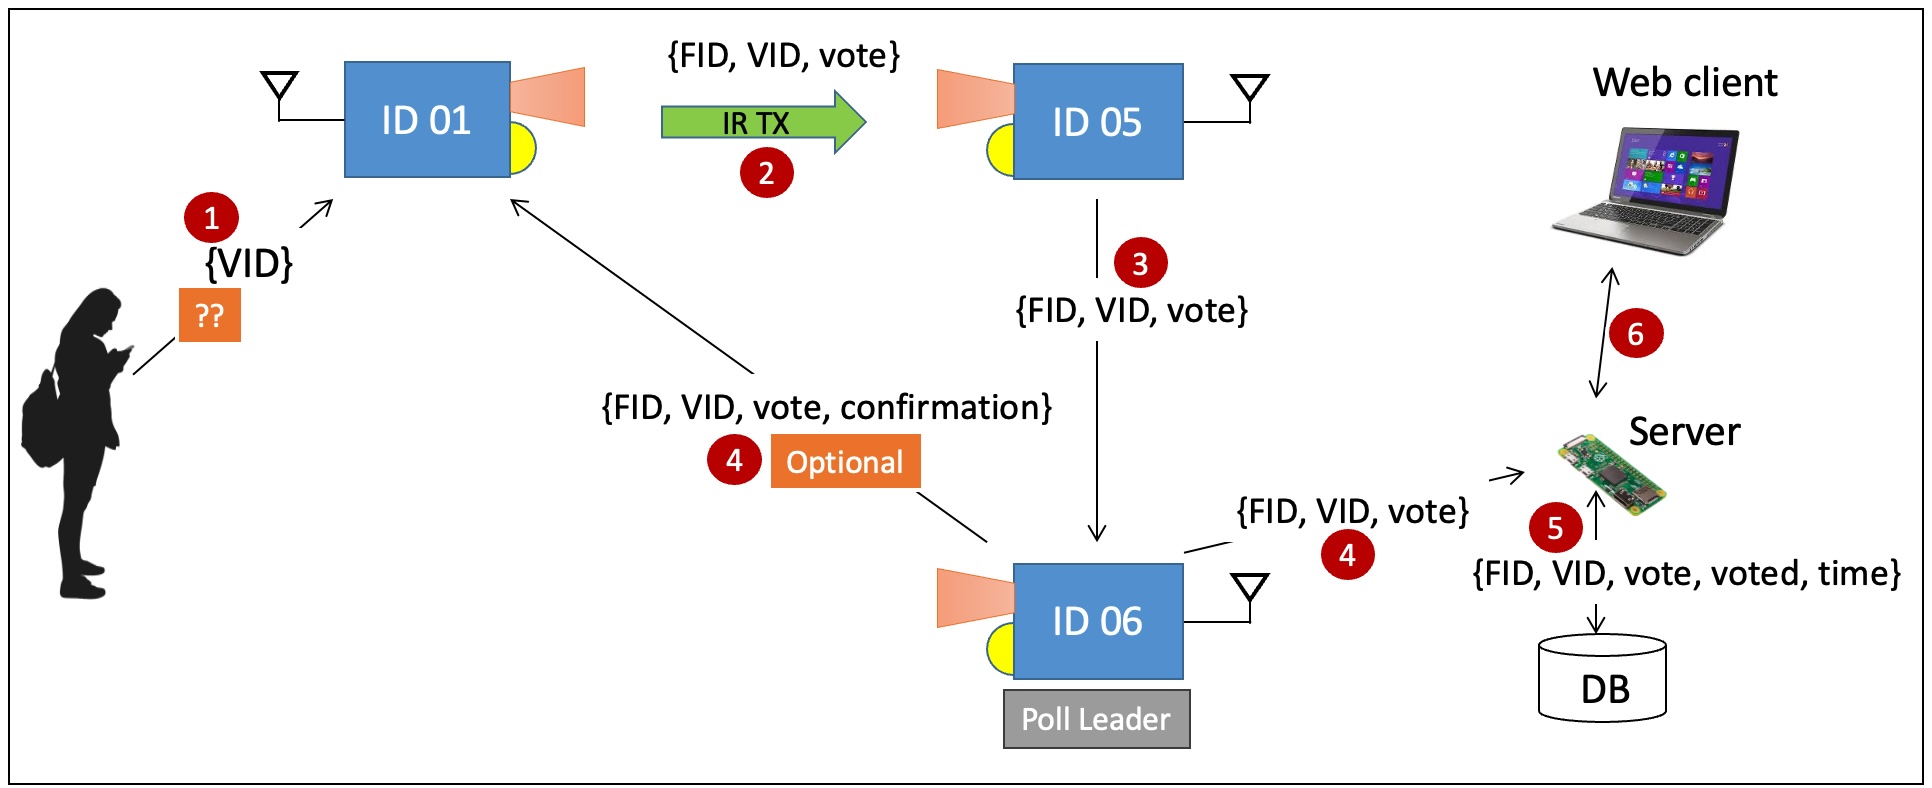 {FID, VID, vote}
Web client
ID 01
IR TX
ID 05
2
1
{VID}
3
??
{FID, VID, vote}
6
{FID, VID, vote, confirmation}
4
Optional
Server
{FID, VID, vote}
4
5
{FID, VID, vote, voted, time}
ID 06
DB
Poll Leader